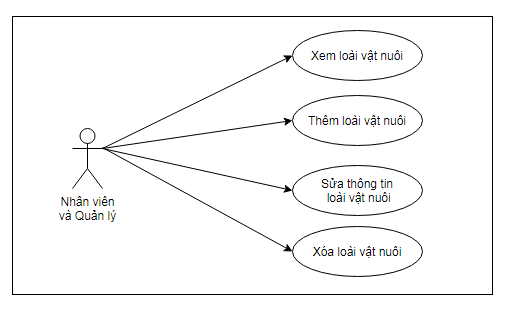 Xem loài vật nuôi
Thêm loài vật nuôi
Sửa thông tin
loài vật nuôi
Xóa loài vật nuôi
Nhân viên
và Quản lý